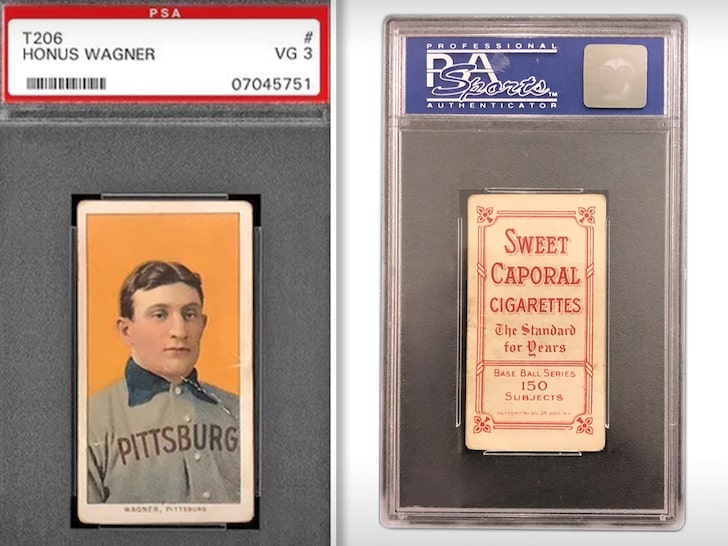 PSA
T206 #
HONUS WAGNER VG 3
07045751
PITTSBURG
WAGNER, PITTSBURG
PROFESSIONAL
PSA
Sports
TM
AUTHENTICATOR
SWEET
CAPORAL
CIGARETTES
The Standard
for Years
BASE BALL SERIES
150
SUBJECTS